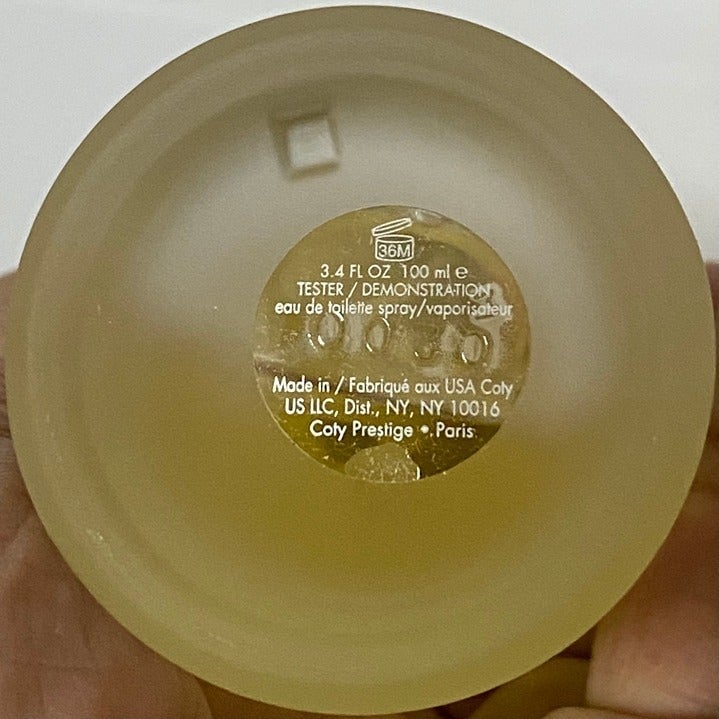 36M
3.4 FL OZ 100 ml ℮
TESTER / DEMONSTRATION
eau de toilette spray/vaporisateur
Made in / Fabriqué aux USA Coty
US LLC, Dist., NY, NY 10016
Coty Prestige • Paris